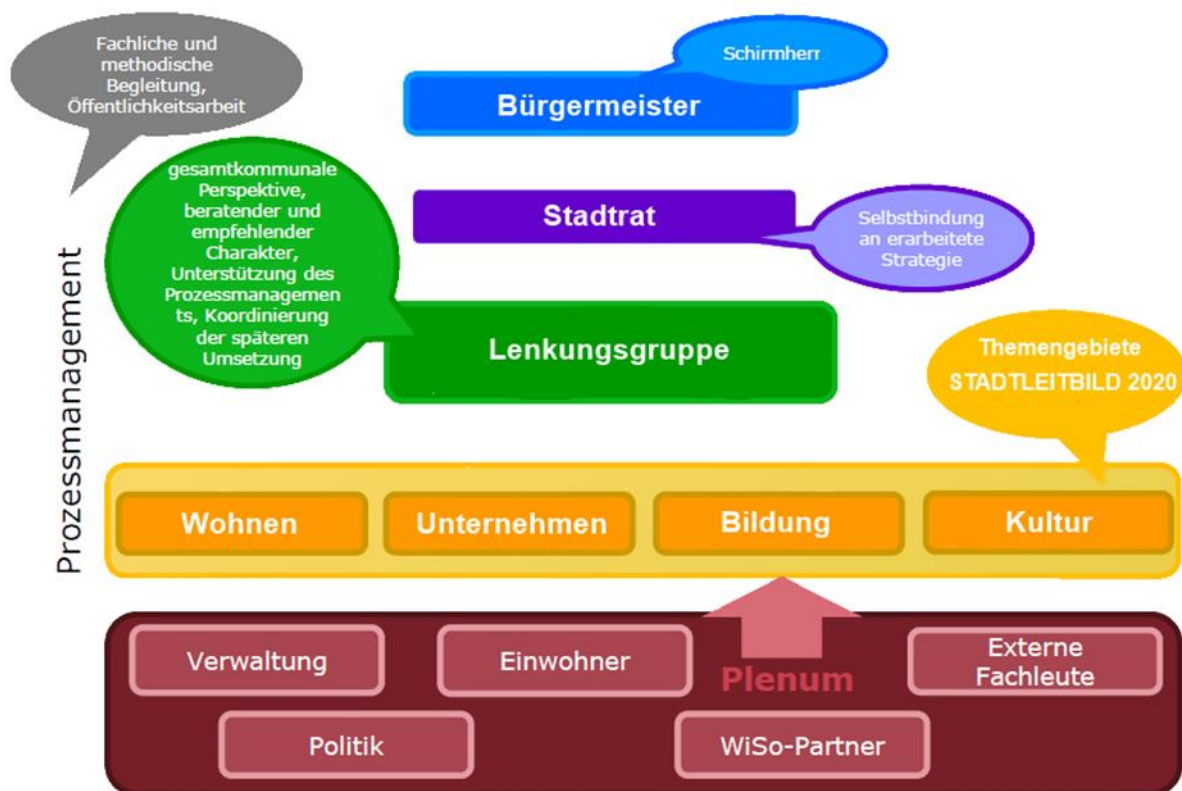 Fachliche und
methodische
Begleitung,
Öffentlichkeitsarbeit
Schirmherr
Bürgermeister
gesamtkommunale
Perspektive,
beratender und
empfehlender
Charakter,
Unterstützung des
Prozessmanagemen
ts, Koordinierung
der späteren
Umsetzung
Stadtrat
Selbstbindung
an erarbeitete
Strategie
Lenkungsgruppe
Prozessmanagement
Themengebiete
STADTLEITBILD 2020
Wohnen
Unternehmen
Bildung
Kultur
Verwaltung
Einwohner
Plenum
Externe
Fachleute
Politik
WiSo-Partner